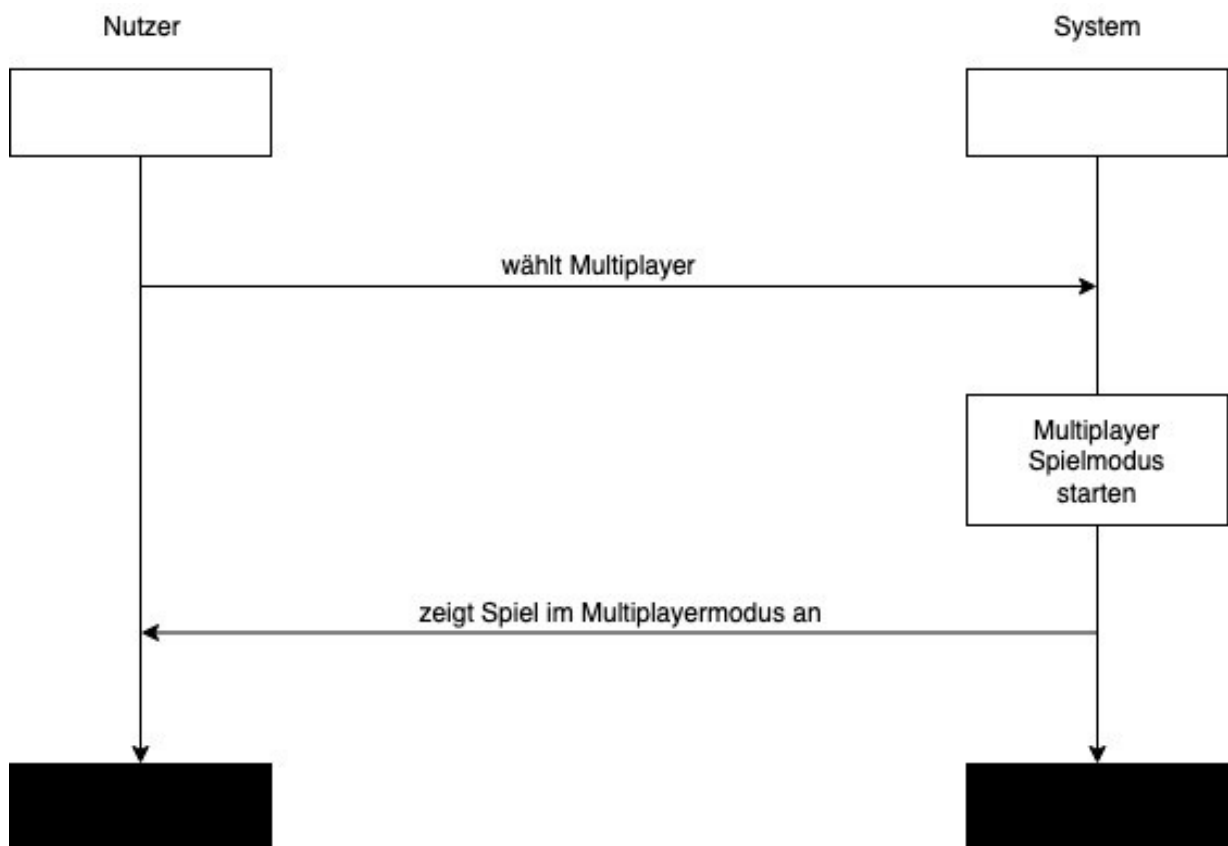 Nutzer
System
wählt Multiplayer
Multiplayer
Spielmodus
starten
zeigt Spiel im Multiplayermodus an